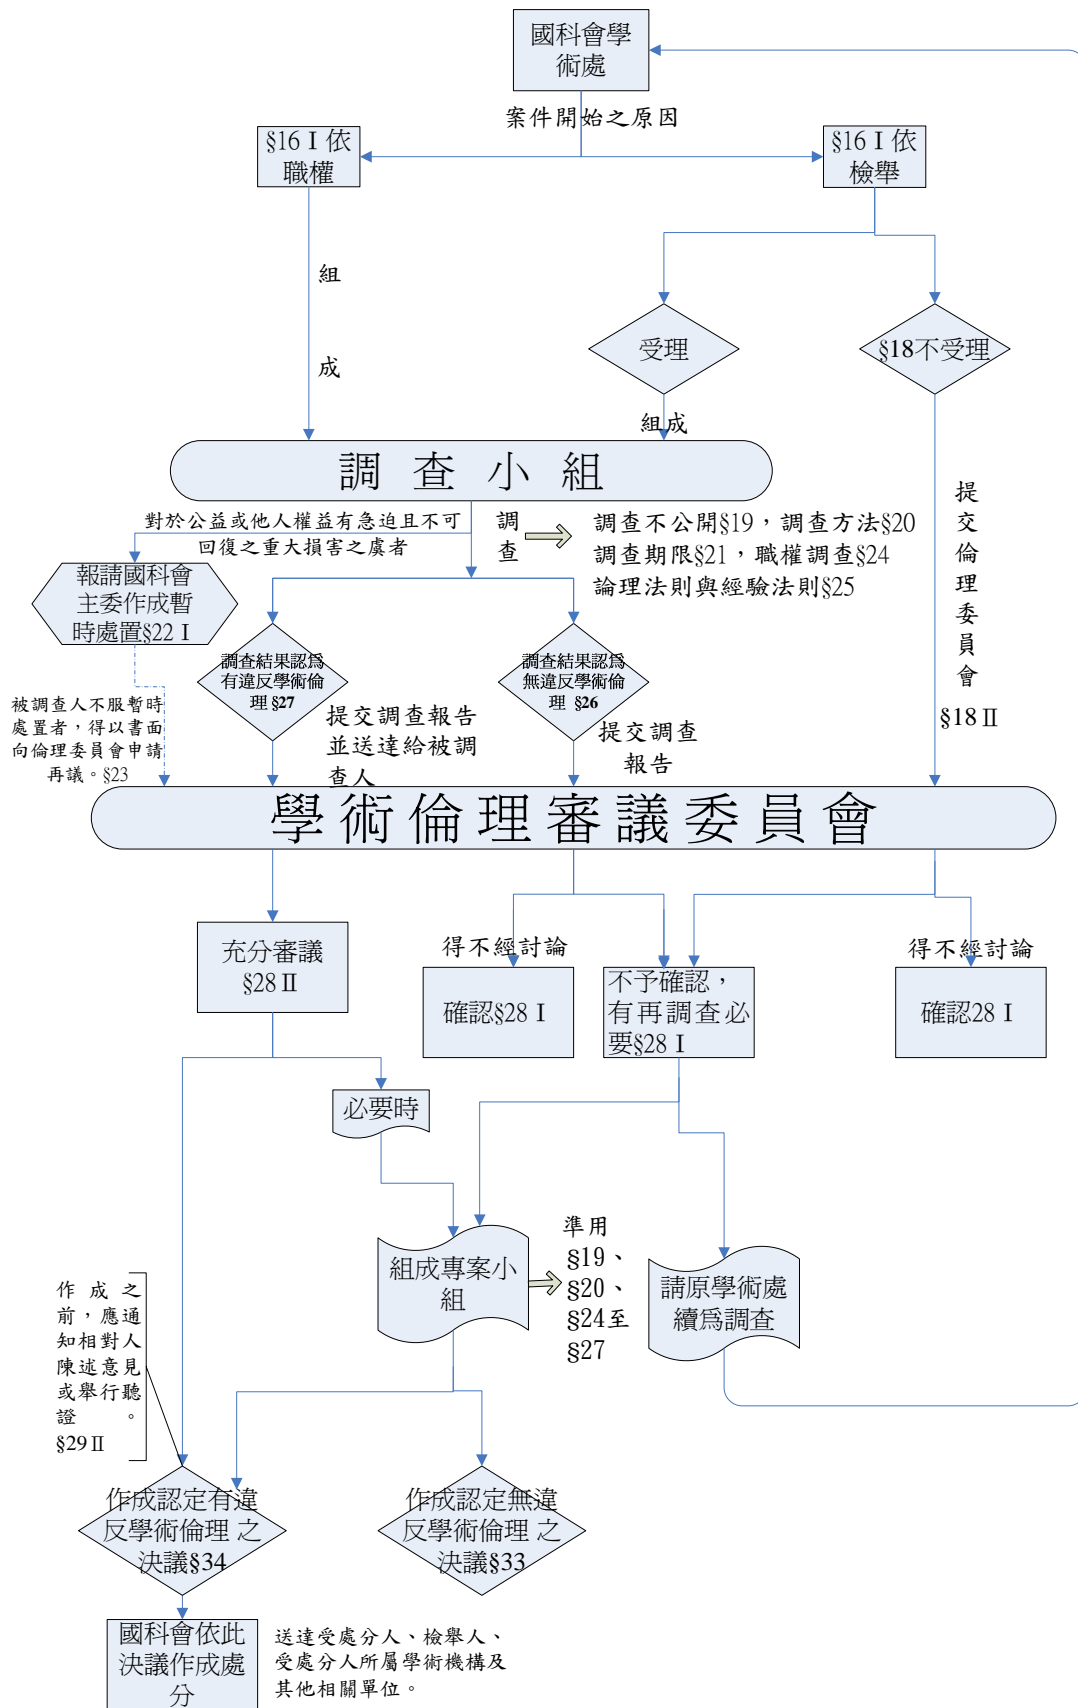 國科會學
術處
案件開始之原因
§16Ⅰ依
職權
§16Ⅰ依
檢舉
組
成
受理
§18不受理
組成
調查小組
提
交
倫
理
委
員
會
§18Ⅱ
對於公益或他人權益有急迫且不可
回復之重大損害之虞者
調
查
調查不公開§19，調查方法§20
調查期限§21，職權調查§24
論理法則與經驗法則§25
報請國科會
主委作成暫
時處置§22Ⅰ
調查結果認為
有違反學術倫
理 §27
調查結果認為
無違反學術倫
理 §26
被調查人不服暫時
處置者，得以書面
向倫理委員會申請
再議。§23
提交調查報告
並送達給被調
查人
提交調查
報告
學術倫理審議委員會
充分審議
§28Ⅱ
得不經討論
確認§28Ⅰ
不予確認，
有再調查必
要§28Ⅰ
得不經討論
確認28Ⅰ
必要時
組成專案小
組
準用
§19、
§20、
§24至
§27
請原學術處
續為調查
作成之
前，應通
知相對人
陳述意見
或舉行聽
證。
§29Ⅱ
作成認定有違
反學術倫理 之
決議§34
作成認定無違
反學術倫理 之
決議§33
國科會依此
決議作成處
分
送達受處分人、檢舉人、
受處分人所屬學術機構及
其他相關單位。